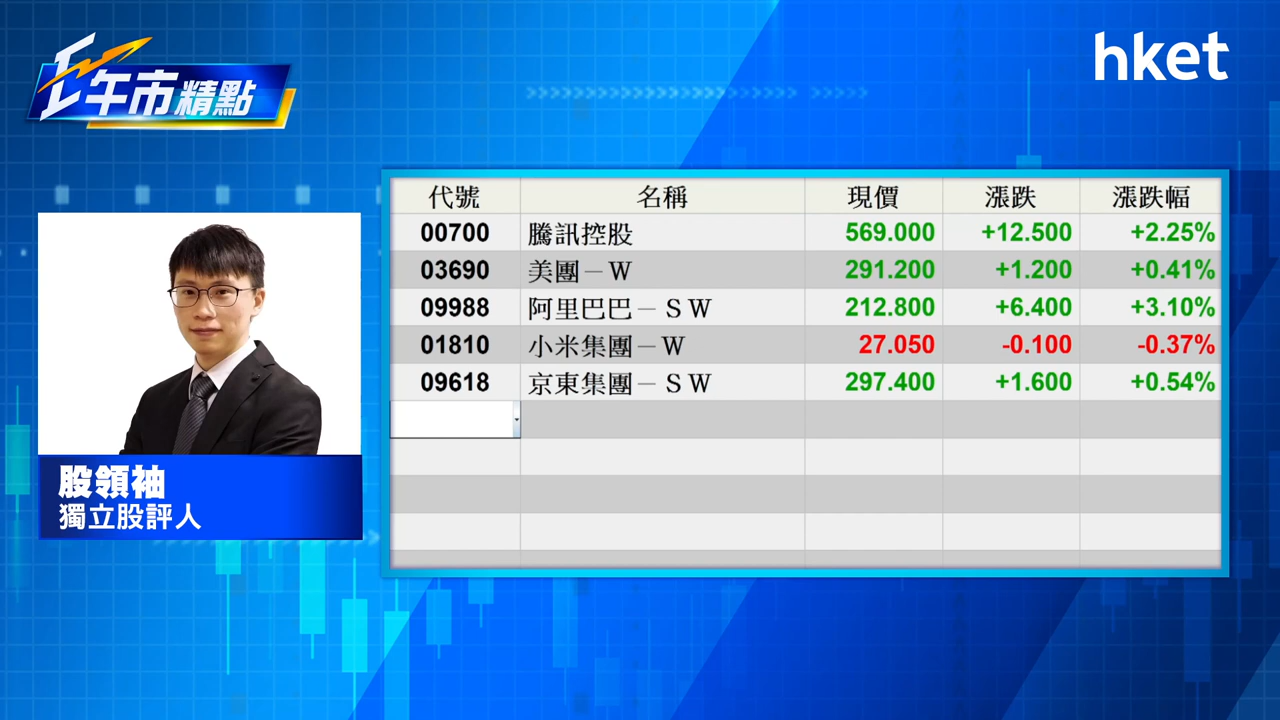 午市精點
hket
代號 名稱 現價 漲跌 漲跌幅
00700 騰訊控股 569.000 +12.500 +2.25%
03690 美團－W 291.200 +1.200 +0.41%
09988 阿里巴巴－ＳＷ 212.800 +6.400 +3.10%
01810 小米集團－W 27.050 -0.100 -0.37%
09618 京東集團－ＳＷ 297.400 +1.600 +0.54%
股領袖
獨立股評人